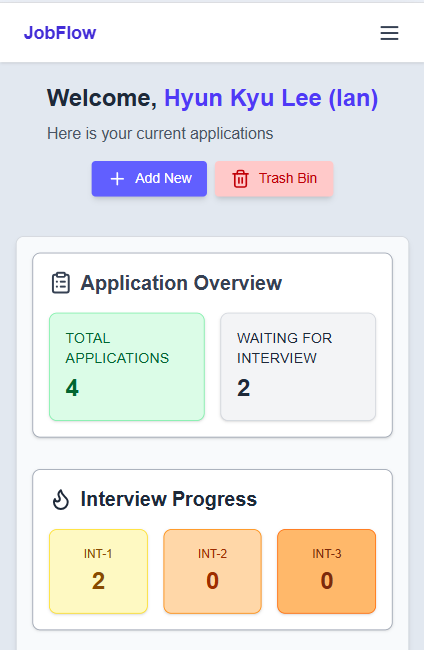 JobFlow
Welcome, Hyun Kyu Lee (Ian)
Here is your current applications
Add New
Trash Bin
Application Overview
TOTAL
APPLICATIONS
4
WAITING FOR
INTERVIEW
2
Interview Progress
INT-1
2
INT-2
0
INT-3
0